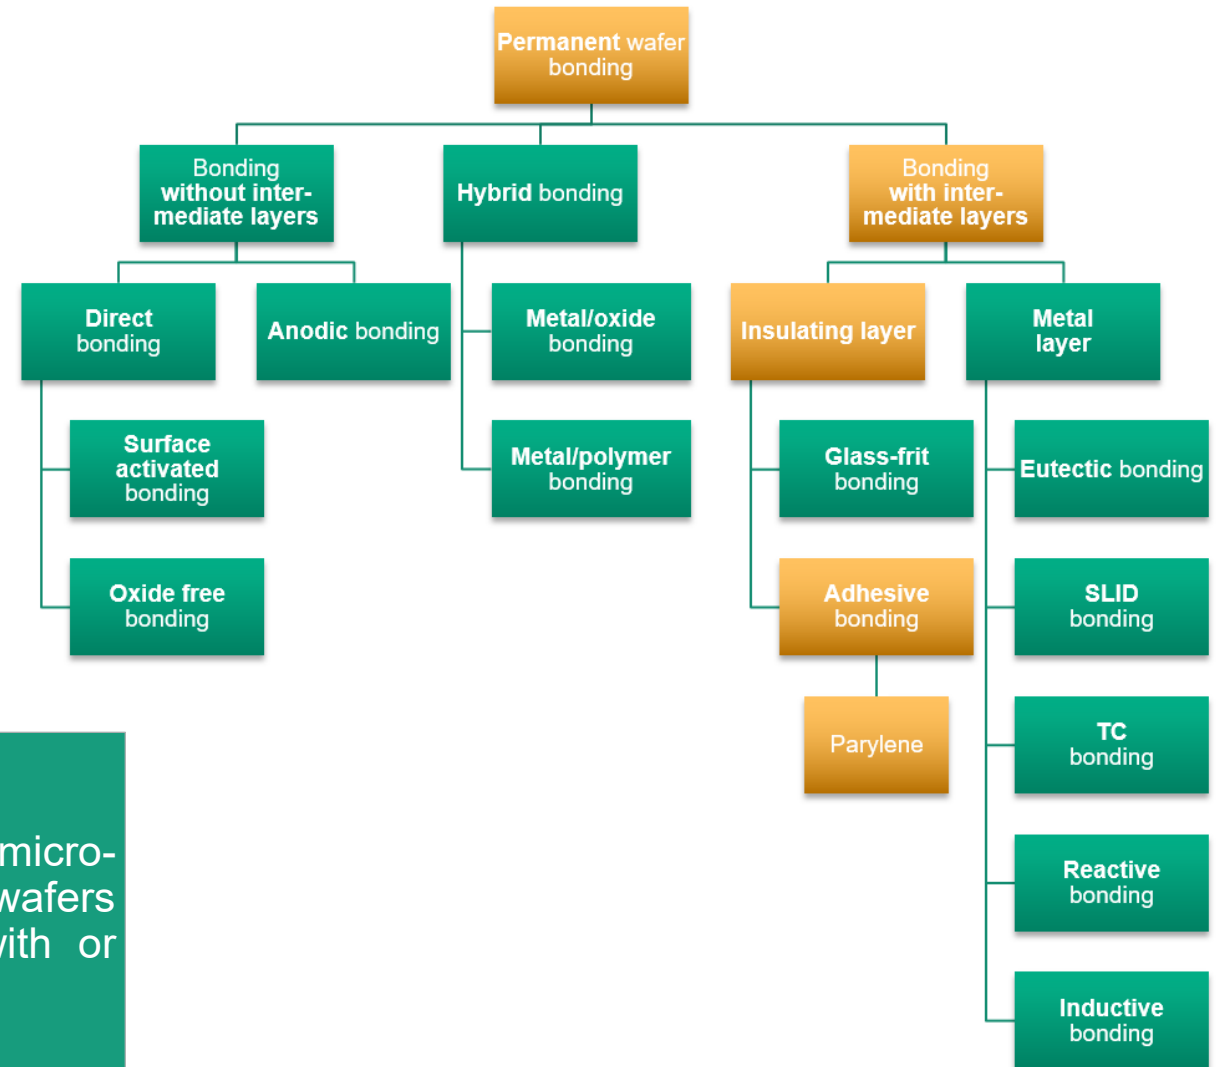 Permanent wafer
bonding
Bonding
without inter-
mediate layers
Hybrid bonding
Bonding
with inter-
mediate layers
Direct
bonding
Anodic bonding
Metal/oxide
bonding
Insulating layer
Metal
layer
Surface
activated
bonding
Metal/polymer
bonding
Glass-frit
bonding
Eutectic bonding
Oxide free
bonding
Adhesive
bonding
SLID
bonding
Parylene
TC
bonding
micro-
wafers
with or
Reactive
bonding
Inductive
bonding